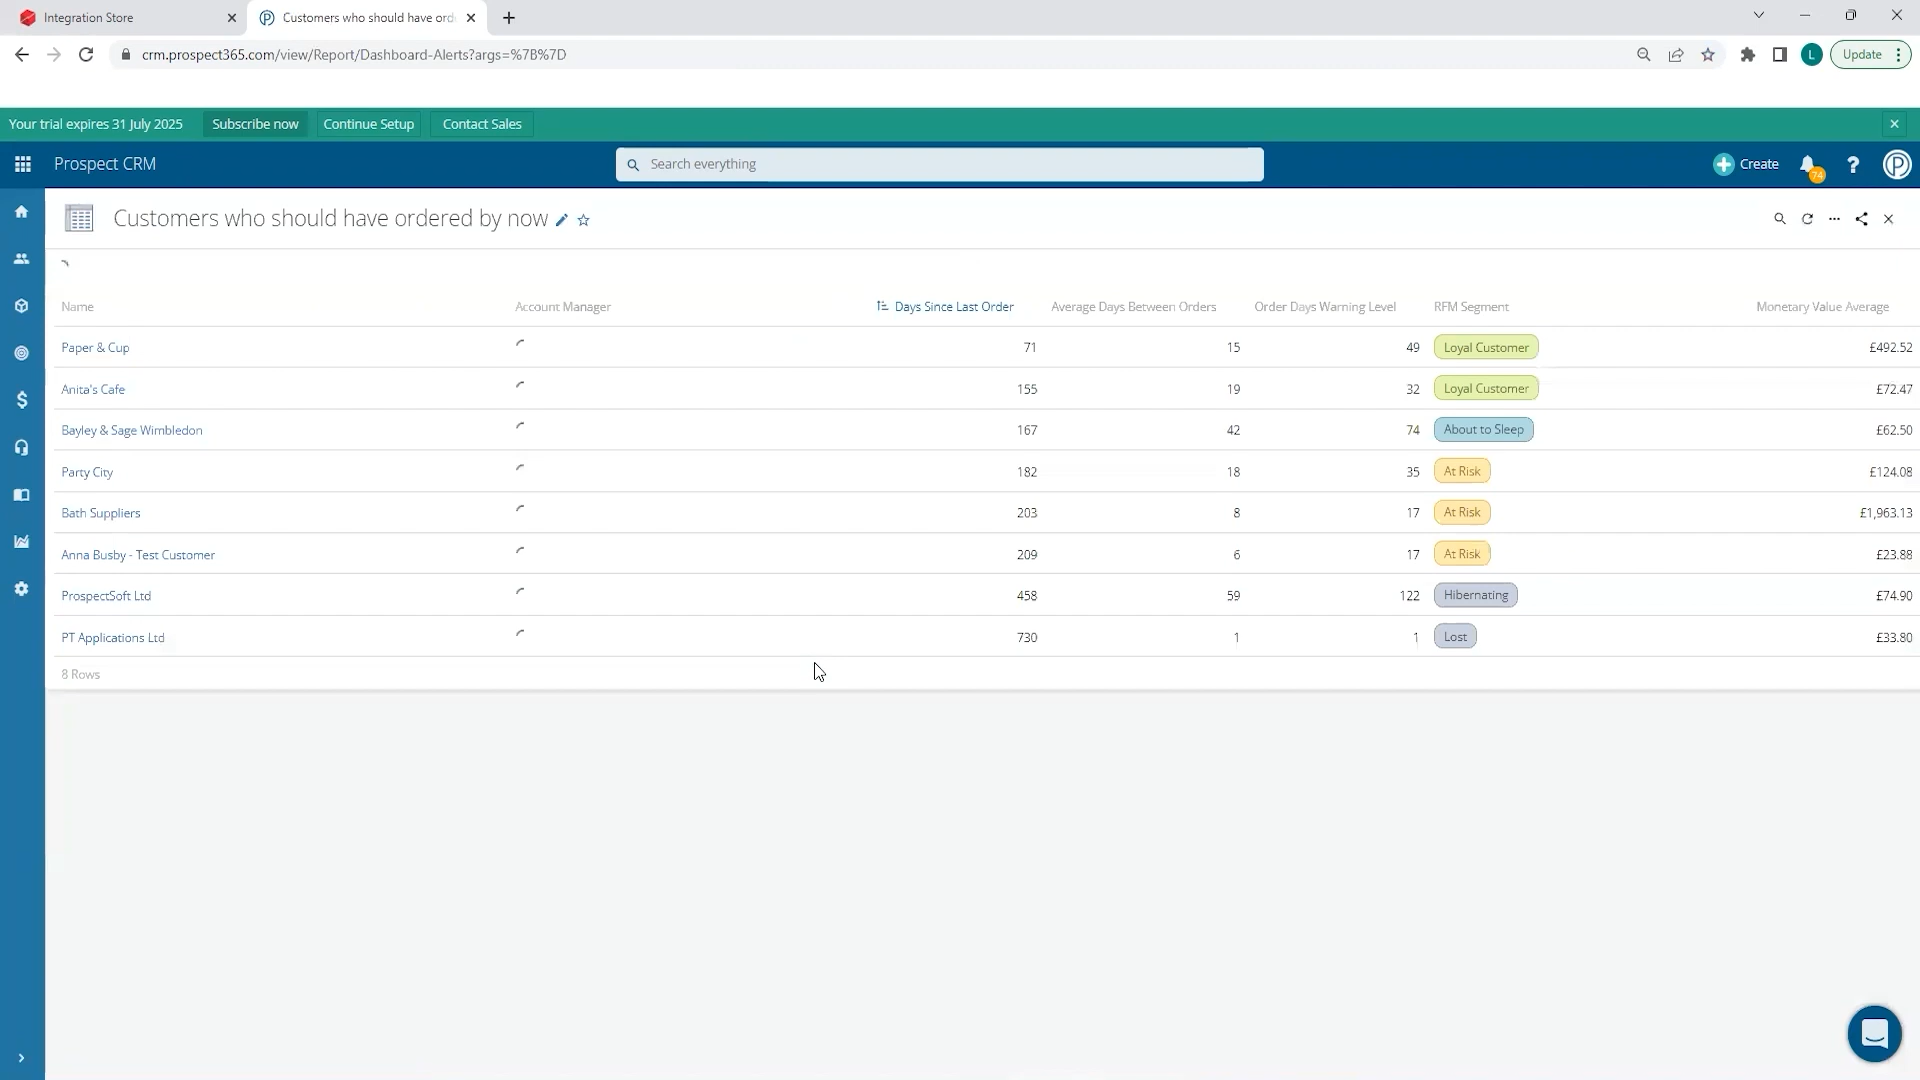 Integration Store
Customers who should have ord
crm.prospect365.com/view/Report/Dashboard-Alerts?args=%7B%7D
L
Update
Your trial expires 31 July 2025 Subscribe now Continue Setup Contact Sales
Prospect CRM
Search everything
Create
74
?
Customers who should have ordered by now
Name Account Manager Days Since Last Order Average Days Between Orders Order Days Warning Level RFM Segment Monetary Value Average
Paper & Cup 71 15 49 Loyal Customer £492.52
Anita's Cafe 155 19 32 Loyal Customer £72.47
Bayley & Sage Wimbledon 167 42 74 About to Sleep £62.50
Party City 182 18 35 At Risk £124.08
Bath Suppliers 203 8 17 At Risk £1,963.13
Anna Busby - Test Customer 209 6 17 At Risk £23.88
ProspectSoft Ltd 458 59 122 Hibernating £74.90
PT Applications Ltd 730 1 1 Lost £33.80
8 Rows